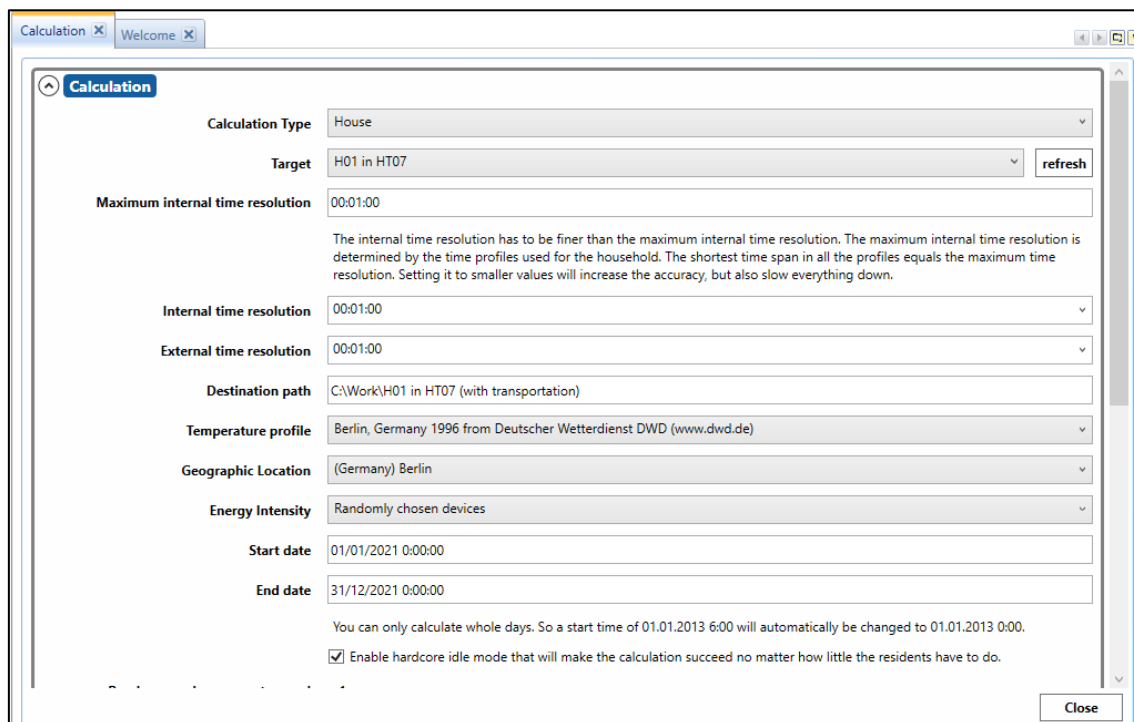 Calculation
Welcome
Calculation
Calculation Type House
Target H01 in HT07 refresh
Maximum internal time resolution 00:01:00
The internal time resolution has to be finer than the maximum internal time resolution. The maximum internal time resolution is
determined by the time profiles used for the household. The shortest time span in all the profiles equals the maximum time
resolution. Setting it to smaller values will increase the accuracy, but also slow everything down.
Internal time resolution 00:01:00
External time resolution 00:01:00
Destination path C:\Work\H01 in HT07 (with transportation)
Temperature profile Berlin, Germany 1996 from Deutscher Wetterdienst DWD (www.dwd.de)
Geographic Location (Germany) Berlin
Energy Intensity Randomly chosen devices
Start date 01/01/2021 0:00:00
End date 31/12/2021 0:00:00
You can only calculate whole days. So a start time of 01.01.2013 6:00 will automatically be changed to 01.01.2013 0:00.
Enable hardcore idle mode that will make the calculation succeed no matter how little the residents have to do.
Close